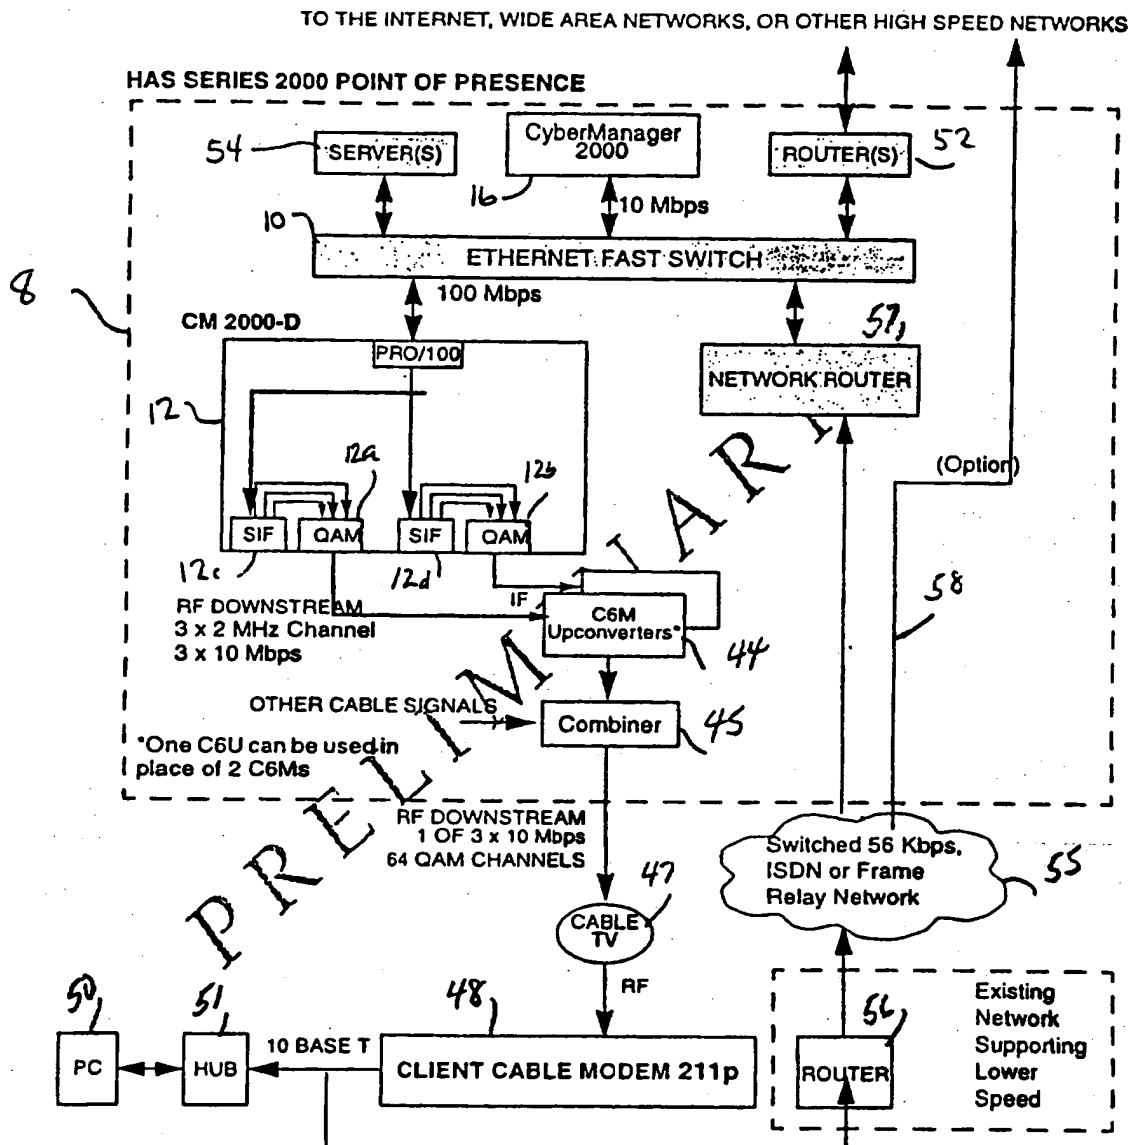 TO THE INTERNET, WIDE AREA NETWORKS, OR OTHER HIGH SPEED NETWORKS
HAS SERIES 2000 POINT OF PRESENCE
54
SERVER(S)
CyberManager
2000
16
ROUTER(S)
52
10 Mbps
10
ETHERNET FAST SWITCH
8
100 Mbps
CM 2000-D
PRO/100
57
NETWORK ROUTER
12
12a
12b
(Option)
SIF
QAM
SIF
QAM
12c
12d
IF
58
RF DOWNSTREAM
3 x 2 MHz Channel
3 x 10 Mbps
C6M
Upconverters*
44
OTHER CABLE SIGNALS
Combiner
45
*One C6U can be used in
place of 2 C6Ms
PRELIMINARY
RF DOWNSTREAM
1 OF 3 x 10 Mbps
64 QAM CHANNELS
Switched 56 Kbps,
ISDN or Frame
Relay Network
55
47
CABLE
TV
RF
50
51
48
56
Existing
Network
Supporting
Lower
Speed
PC
HUB
10 BASE T
CLIENT CABLE MODEM 211p
ROUTER